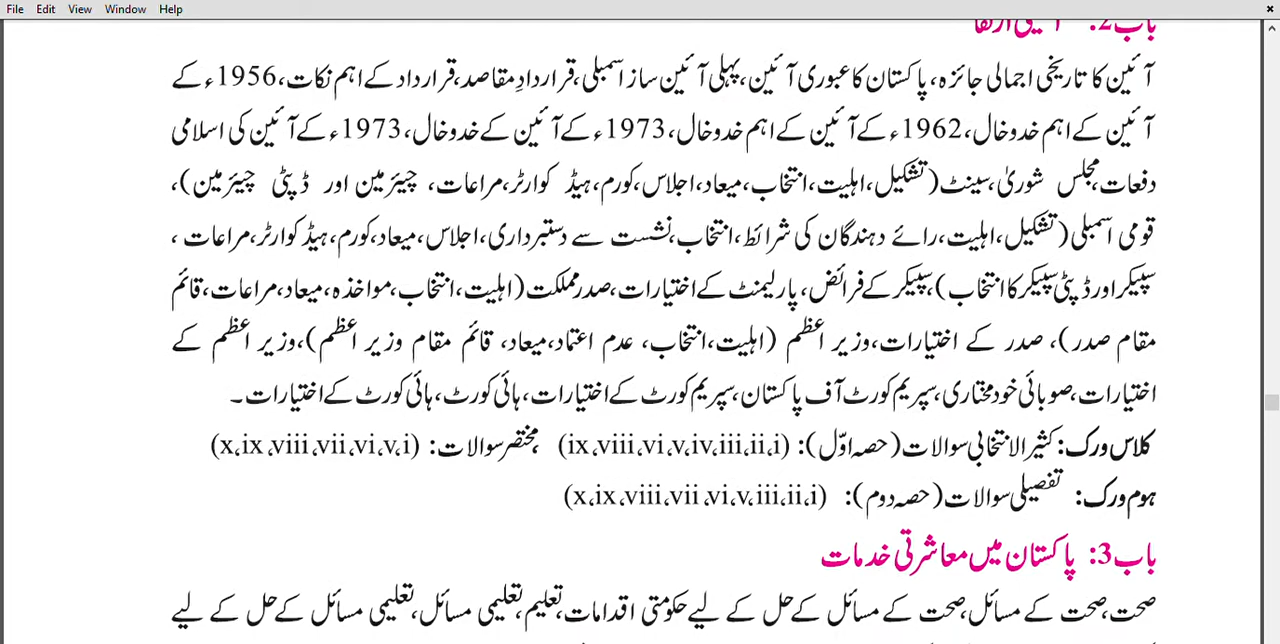 File Edit View Window Help
باب2: آئینی ارتقا
آئین کا تاریخی اجمالی جائزہ، پاکستان کا عبوری آئین، پہلی آئین ساز اسمبلی، قراردادِ مقاصد، قرارداد کے اہم نکات، 1956ء کے
آئین کے اہم خدوخال، 1962ء کے آئین کے اہم خدوخال، 1973ء کے آئین کے خدوخال، 1973ء کے آئین کی اسلامی
دفعات، مجلس شوریٰ، سینٹ (تشکیل، اہلیت، انتخاب، میعاد، اجلاس، کورم، ہیڈ کوارٹر، مراعات، چیئرمین اور ڈپٹی چیئرمین)،
قومی اسمبلی (تشکیل، اہلیت، رائے دہندگان کی شرائط، انتخاب، نشست سے دستبرداری، اجلاس، میعاد، کورم، ہیڈ کوارٹر، مراعات،
سپیکر اور ڈپٹی سپیکر کا انتخاب)، سپیکر کے فرائض، پارلیمنٹ کے اختیارات، صدر مملکت (اہلیت، انتخاب، مواخذہ، میعاد، مراعات، قائم
مقام صدر)، صدر کے اختیارات، وزیر اعظم (اہلیت، انتخاب، عدم اعتماد، میعاد، قائم مقام وزیر اعظم)، وزیر اعظم کے
اختیارات، صوبائی خود مختاری، سپریم کورٹ آف پاکستان، سپریم کورٹ کے اختیارات، ہائی کورٹ، ہائی کورٹ کے اختیارات۔
کلاس ورک: کثیر الانتخابی سوالات (حصہ اوّل): (i،ii،iii،iv،v،vi،viii،ix) مختصر سوالات: (i،v،vi،vii،viii،ix،x)
ہوم ورک: تفصیلی سوالات (حصہ دوم): (i،ii،iii،v،vi،vii،viii،ix،x)
باب3: پاکستان میں معاشرتی خدمات
صحت، صحت کے مسائل، صحت کے مسائل کے حل کے لیے حکومتی اقدامات، تعلیم، تعلیمی مسائل، تعلیمی مسائل کے حل کے لیے